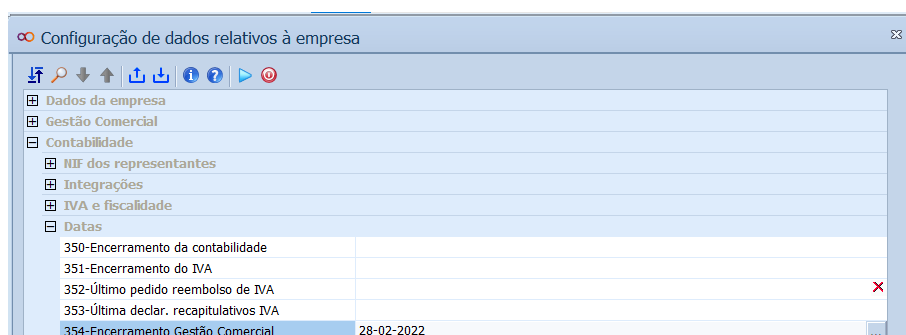 Configuração de dados relativos à empresa
Dados da empresa
Gestão Comercial
Contabilidade
NIF dos representantes
Integrações
IVA e fiscalidade
Datas
350-Encerramento da contabilidade
351-Encerramento do IVA
352-Último pedido reembolso de IVA
353-Última declar. recapitulativos IVA
354-Encerramento Gestão Comercial 28-02-2022 ...